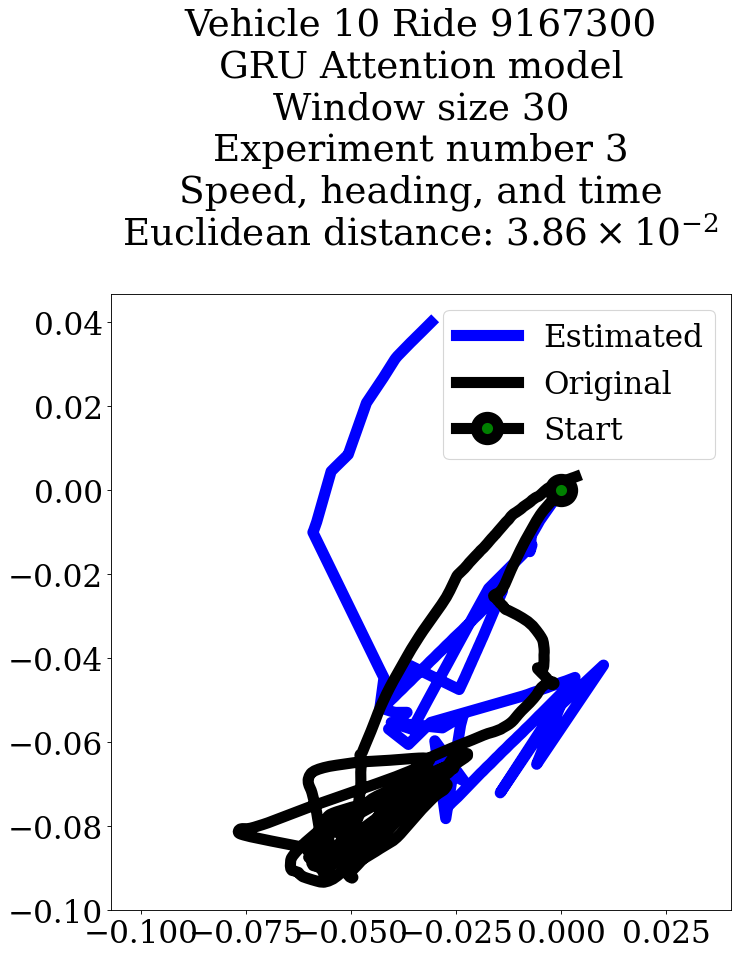 Vehicle 10 Ride 9167300
GRU Attention model
Window size 30
Experiment number 3
Speed, heading, and time
Euclidean distance: 3.86 × 10⁻²
Estimated
Original
Start
0.04
0.02
0.00
−0.02
−0.04
−0.06
−0.08
−0.10
−0.100 −0.075 −0.050 −0.025 0.000 0.025